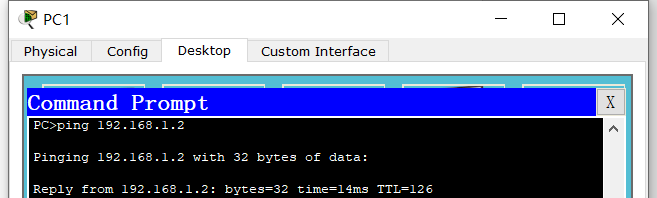 PC1
Physical Config Desktop Custom Interface
Command Prompt X
PC>ping 192.168.1.2
Pinging 192.168.1.2 with 32 bytes of data:
Reply from 192.168.1.2: bytes=32 time=14ms TTL=126